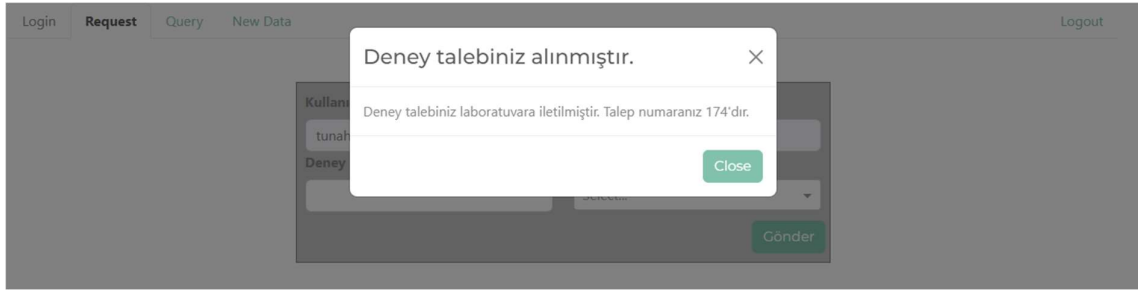 Login Request Query New Data Logout
Deney talebiniz alınmıştır.
Deney talebiniz laboratuvara iletilmiştir. Talep numaranız 174'dır.
Close
Deney
Gönder